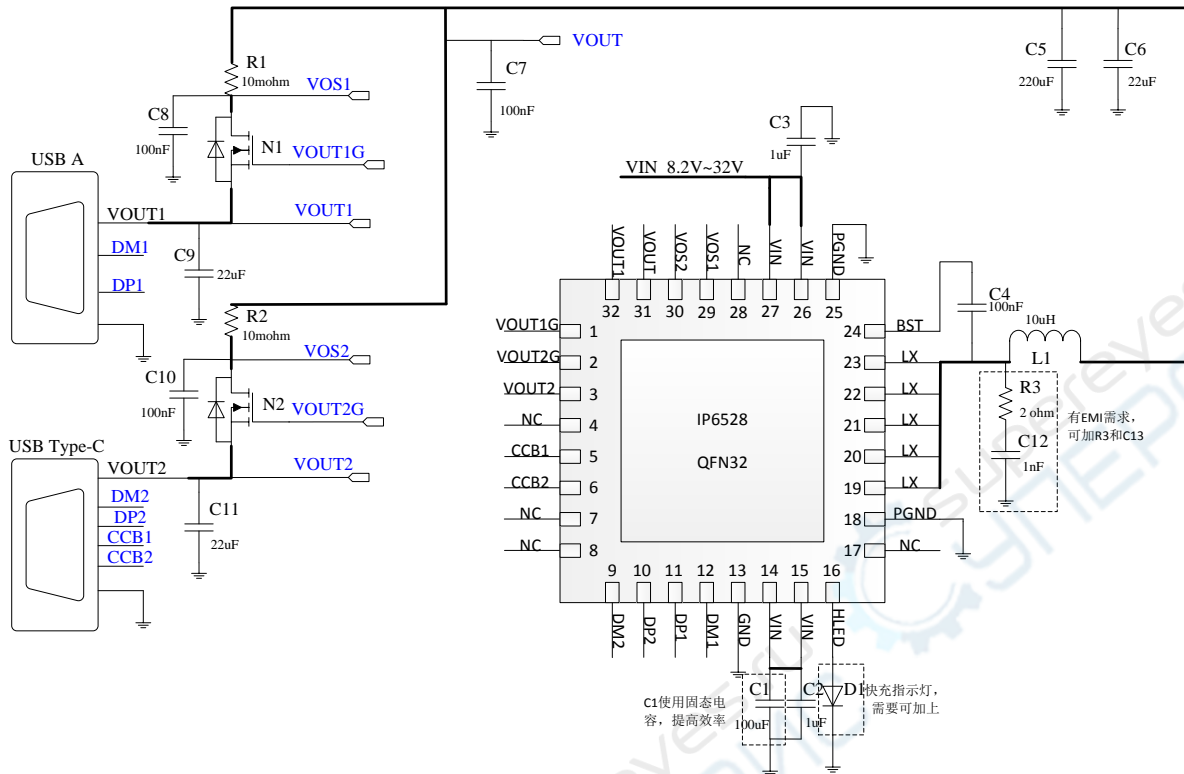 R1
10mohm
VOS1
C8
100nF
N1
VOUT1G
USB A
VOUT1
VOUT1
DM1
DP1
C9
22uF
R2
10mohm
VOS2
C10
100nF
N2
VOUT2G
USB Type-C
VOUT2
VOUT2
DM2
DP2
CCB1
CCB2
C11
22uF
VOUT
C7
100nF
C5
220uF
C6
22uF
C3
1uF
VIN 8.2V~32V
VOUT1
VOUT
VOS2
VOS1
NC
VIN
VIN
PGND
32 31 30 29 28 27 26 25
VOUT1G 1
VOUT2G 2
VOUT2 3
NC 4
CCB1 5
CCB2 6
NC 7
NC 8
IP6528
QFN32
24 BST
23 LX
22 LX
21 LX
20 LX
19 LX
18 PGND
17 NC
9 10 11 12 13 14 15 16
DM2
DP2
DP1
DM1
GND
VIN
VIN
HLED
C4
100nF
10uH
L1
R3
2 ohm
C12
1nF
有EMI需求，
可加R3和C13
C1使用固态电
容，提高效率
C1
100uF
C2
1uF
D1
快充指示灯，
需要可加上